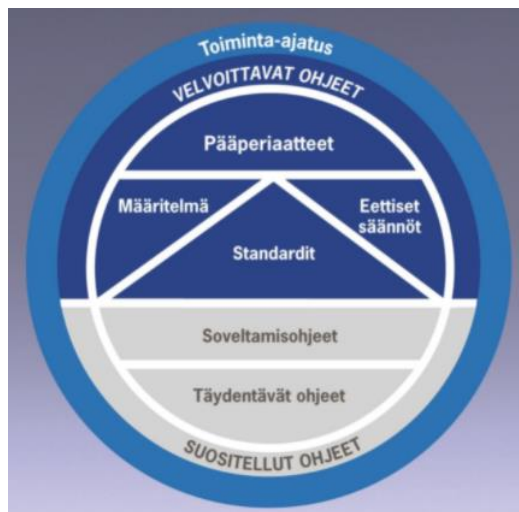 Toiminta-ajatus
VELVOITTAVAT OHJEET
Pääperiaatteet
Määritelmä
Eettiset
säännöt
Standardit
Soveltamisohjeet
Täydentävät ohjeet
SUOSITELLUT OHJEET